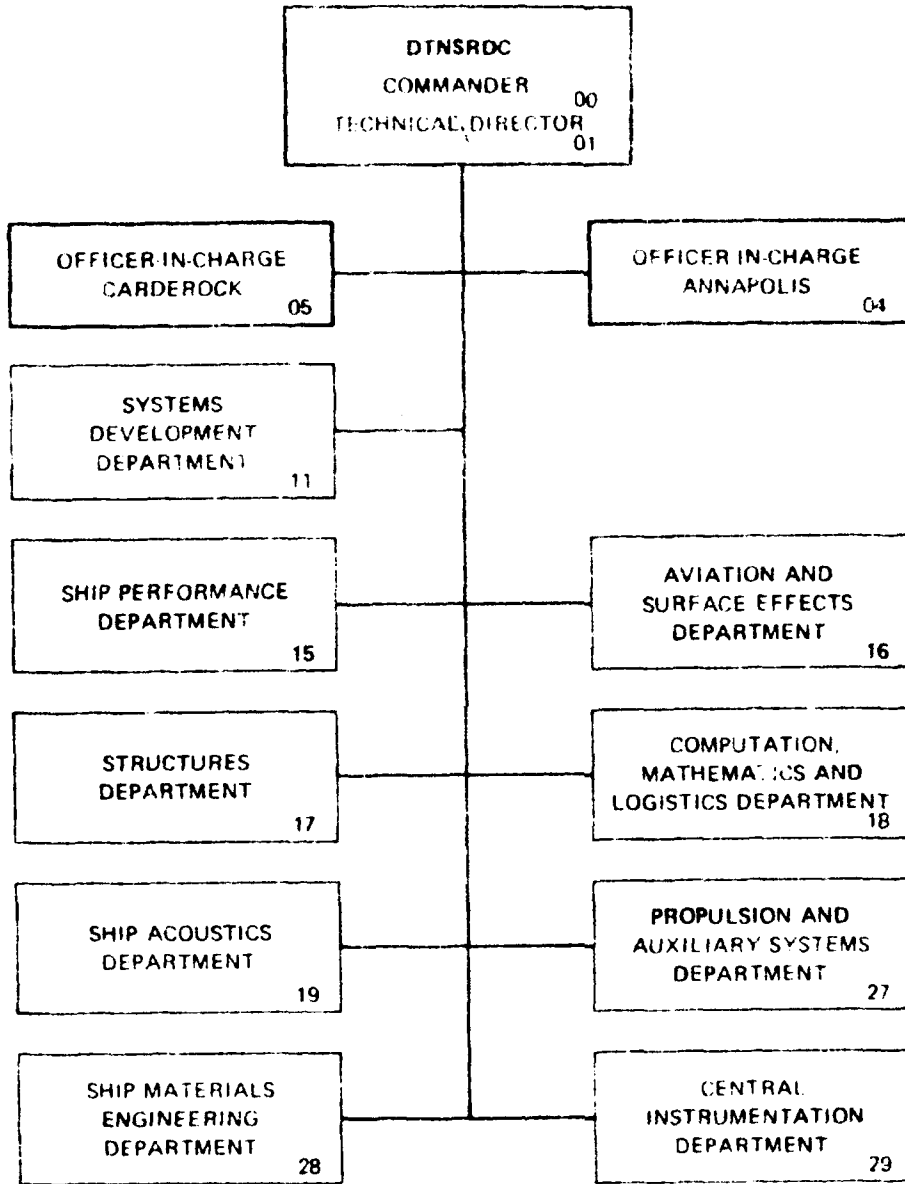 DTNSRDC
COMMANDER
00
TECHNICAL DIRECTOR
01
OFFICER-IN-CHARGE
CARDEROCK
05
OFFICER-IN-CHARGE
ANNAPOLIS
04
SYSTEMS
DEVELOPMENT
DEPARTMENT
11
SHIP PERFORMANCE
DEPARTMENT
15
AVIATION AND
SURFACE EFFECTS
DEPARTMENT
16
STRUCTURES
DEPARTMENT
17
COMPUTATION,
MATHEMATICS AND
LOGISTICS DEPARTMENT
18
SHIP ACOUSTICS
DEPARTMENT
19
PROPULSION AND
AUXILIARY SYSTEMS
DEPARTMENT
27
SHIP MATERIALS
ENGINEERING
DEPARTMENT
28
CENTRAL
INSTRUMENTATION
DEPARTMENT
29